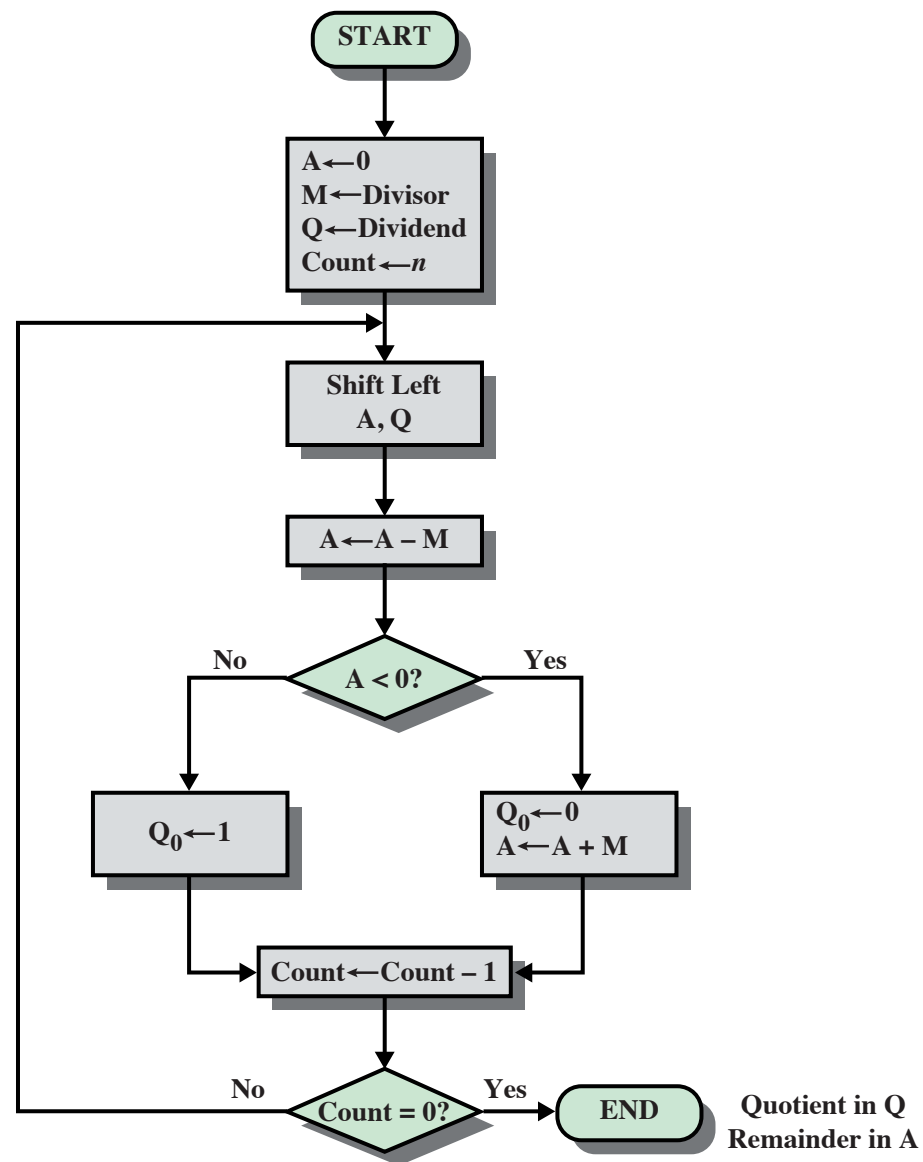 START
A←0
M←Divisor
Q←Dividend
Count←n
Shift Left
A, Q
A←A – M
No
Yes
A < 0?
Q₀←1
Q₀←0
A←A + M
Count←Count – 1
No
Yes
Count = 0?
END
Quotient in Q
Remainder in A